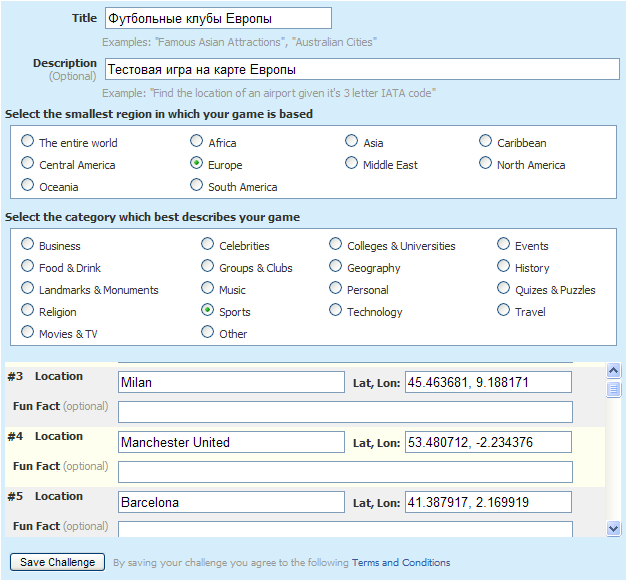 Title Футбольные клубы Европы
Examples: "Famous Asian Attractions", "Australian Cities"
Description Тестовая игра на карте Европы
(Optional)
Example: "Find the location of an airport given it's 3 letter IATA code"
Select the smallest region in which your game is based
The entire world Africa Asia Caribbean
Central America Europe Middle East North America
Oceania South America
Select the category which best describes your game
Business Celebrities Colleges & Universities Events
Food & Drink Groups & Clubs Geography History
Landmarks & Monuments Music Personal Quizes & Puzzles
Religion Sports Technology Travel
Movies & TV Other
#3 Location Milan Lat, Lon: 45.463681, 9.188171
Fun Fact (optional)
#4 Location Manchester United Lat, Lon: 53.480712, -2.234376
Fun Fact (optional)
#5 Location Barcelona Lat, Lon: 41.387917, 2.169919
Fun Fact (optional)
Save Challenge By saving your challenge you agree to the following Terms and Conditions